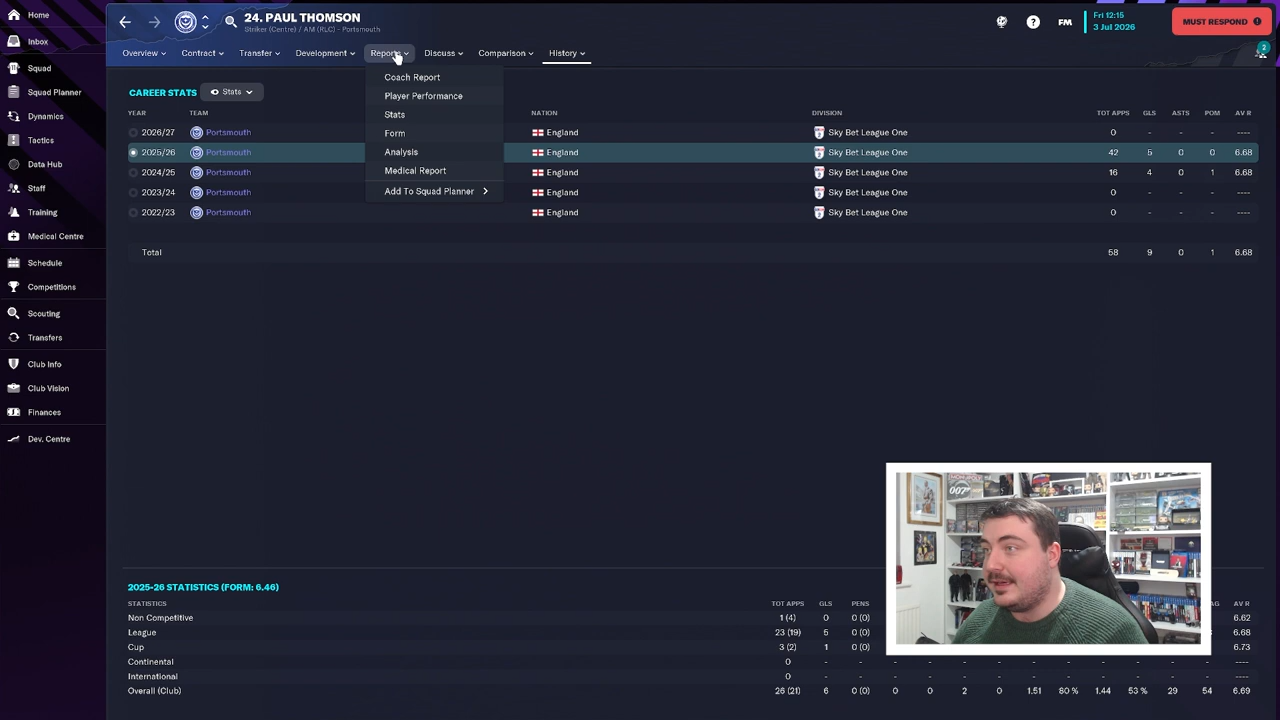 Home
Inbox
Squad
Squad Planner
Dynamics
Tactics
Data Hub
Staff
Training
Medical Centre
Schedule
Competitions
Scouting
Transfers
Club Info
Club Vision
Finances
Dev. Centre
24. PAUL THOMSON
Striker (Centre) / AM (RLC) - Portsmouth
FM
Fri 12:15
3 Jul 2026
MUST RESPOND
2
Overview Contract Transfer Development Reports Discuss Comparison History
Coach Report
Player Performance
Stats
Form
Analysis
Medical Report
Add To Squad Planner
CAREER STATS Stats
YEAR TEAM NATION DIVISION TOT APPS GLS ASTS POM AV R
2026/27 Portsmouth England Sky Bet League One 0 - - - ----
2025/26 Portsmouth England Sky Bet League One 42 5 0 0 6.68
2024/25 Portsmouth England Sky Bet League One 16 4 0 1 6.68
2023/24 Portsmouth England Sky Bet League One 0 - - - ----
2022/23 Portsmouth England Sky Bet League One 0 - - - ----
Total 58 9 0 1 6.68
MONOPOLY
007
2025-26 STATISTICS (FORM: 6.46)
STATISTICS TOT APPS GLS PENS AV R
Non Competitive 1 (4) 0 0 (0) 6.62
League 23 (19) 5 0 (0) 6.68
Cup 3 (2) 1 0 (0) 6.73
Continental 0 - - - - - - - - - - - - ----
International 0 - - - - - - - - - - - - ----
Overall (Club) 26 (21) 6 0 (0) 0 0 2 0 1.51 80 % 1.44 53 % 29 54 6.69